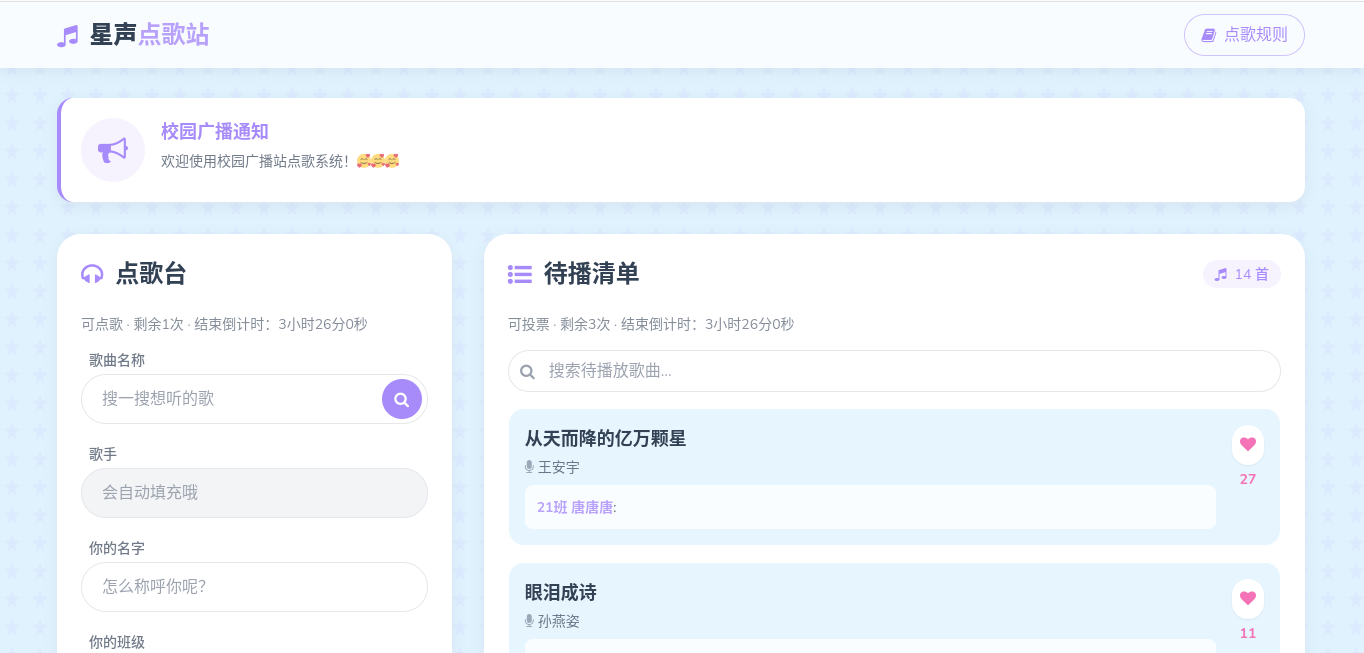 星声点歌站
点歌规则
校园广播通知
欢迎使用校园广播站点歌系统！🥰🥰🥰
点歌台
可点歌 · 剩余1次 · 结束倒计时：3小时26分0秒
歌曲名称
搜一搜想听的歌
歌手
会自动填充哦
你的名字
怎么称呼你呢？
你的班级
待播清单
14 首
可投票 · 剩余3次 · 结束倒计时：3小时26分0秒
搜索待播放歌曲...
从天而降的亿万颗星
王安宇
27
21班 唐唐唐:
眼泪成诗
孙燕姿
11